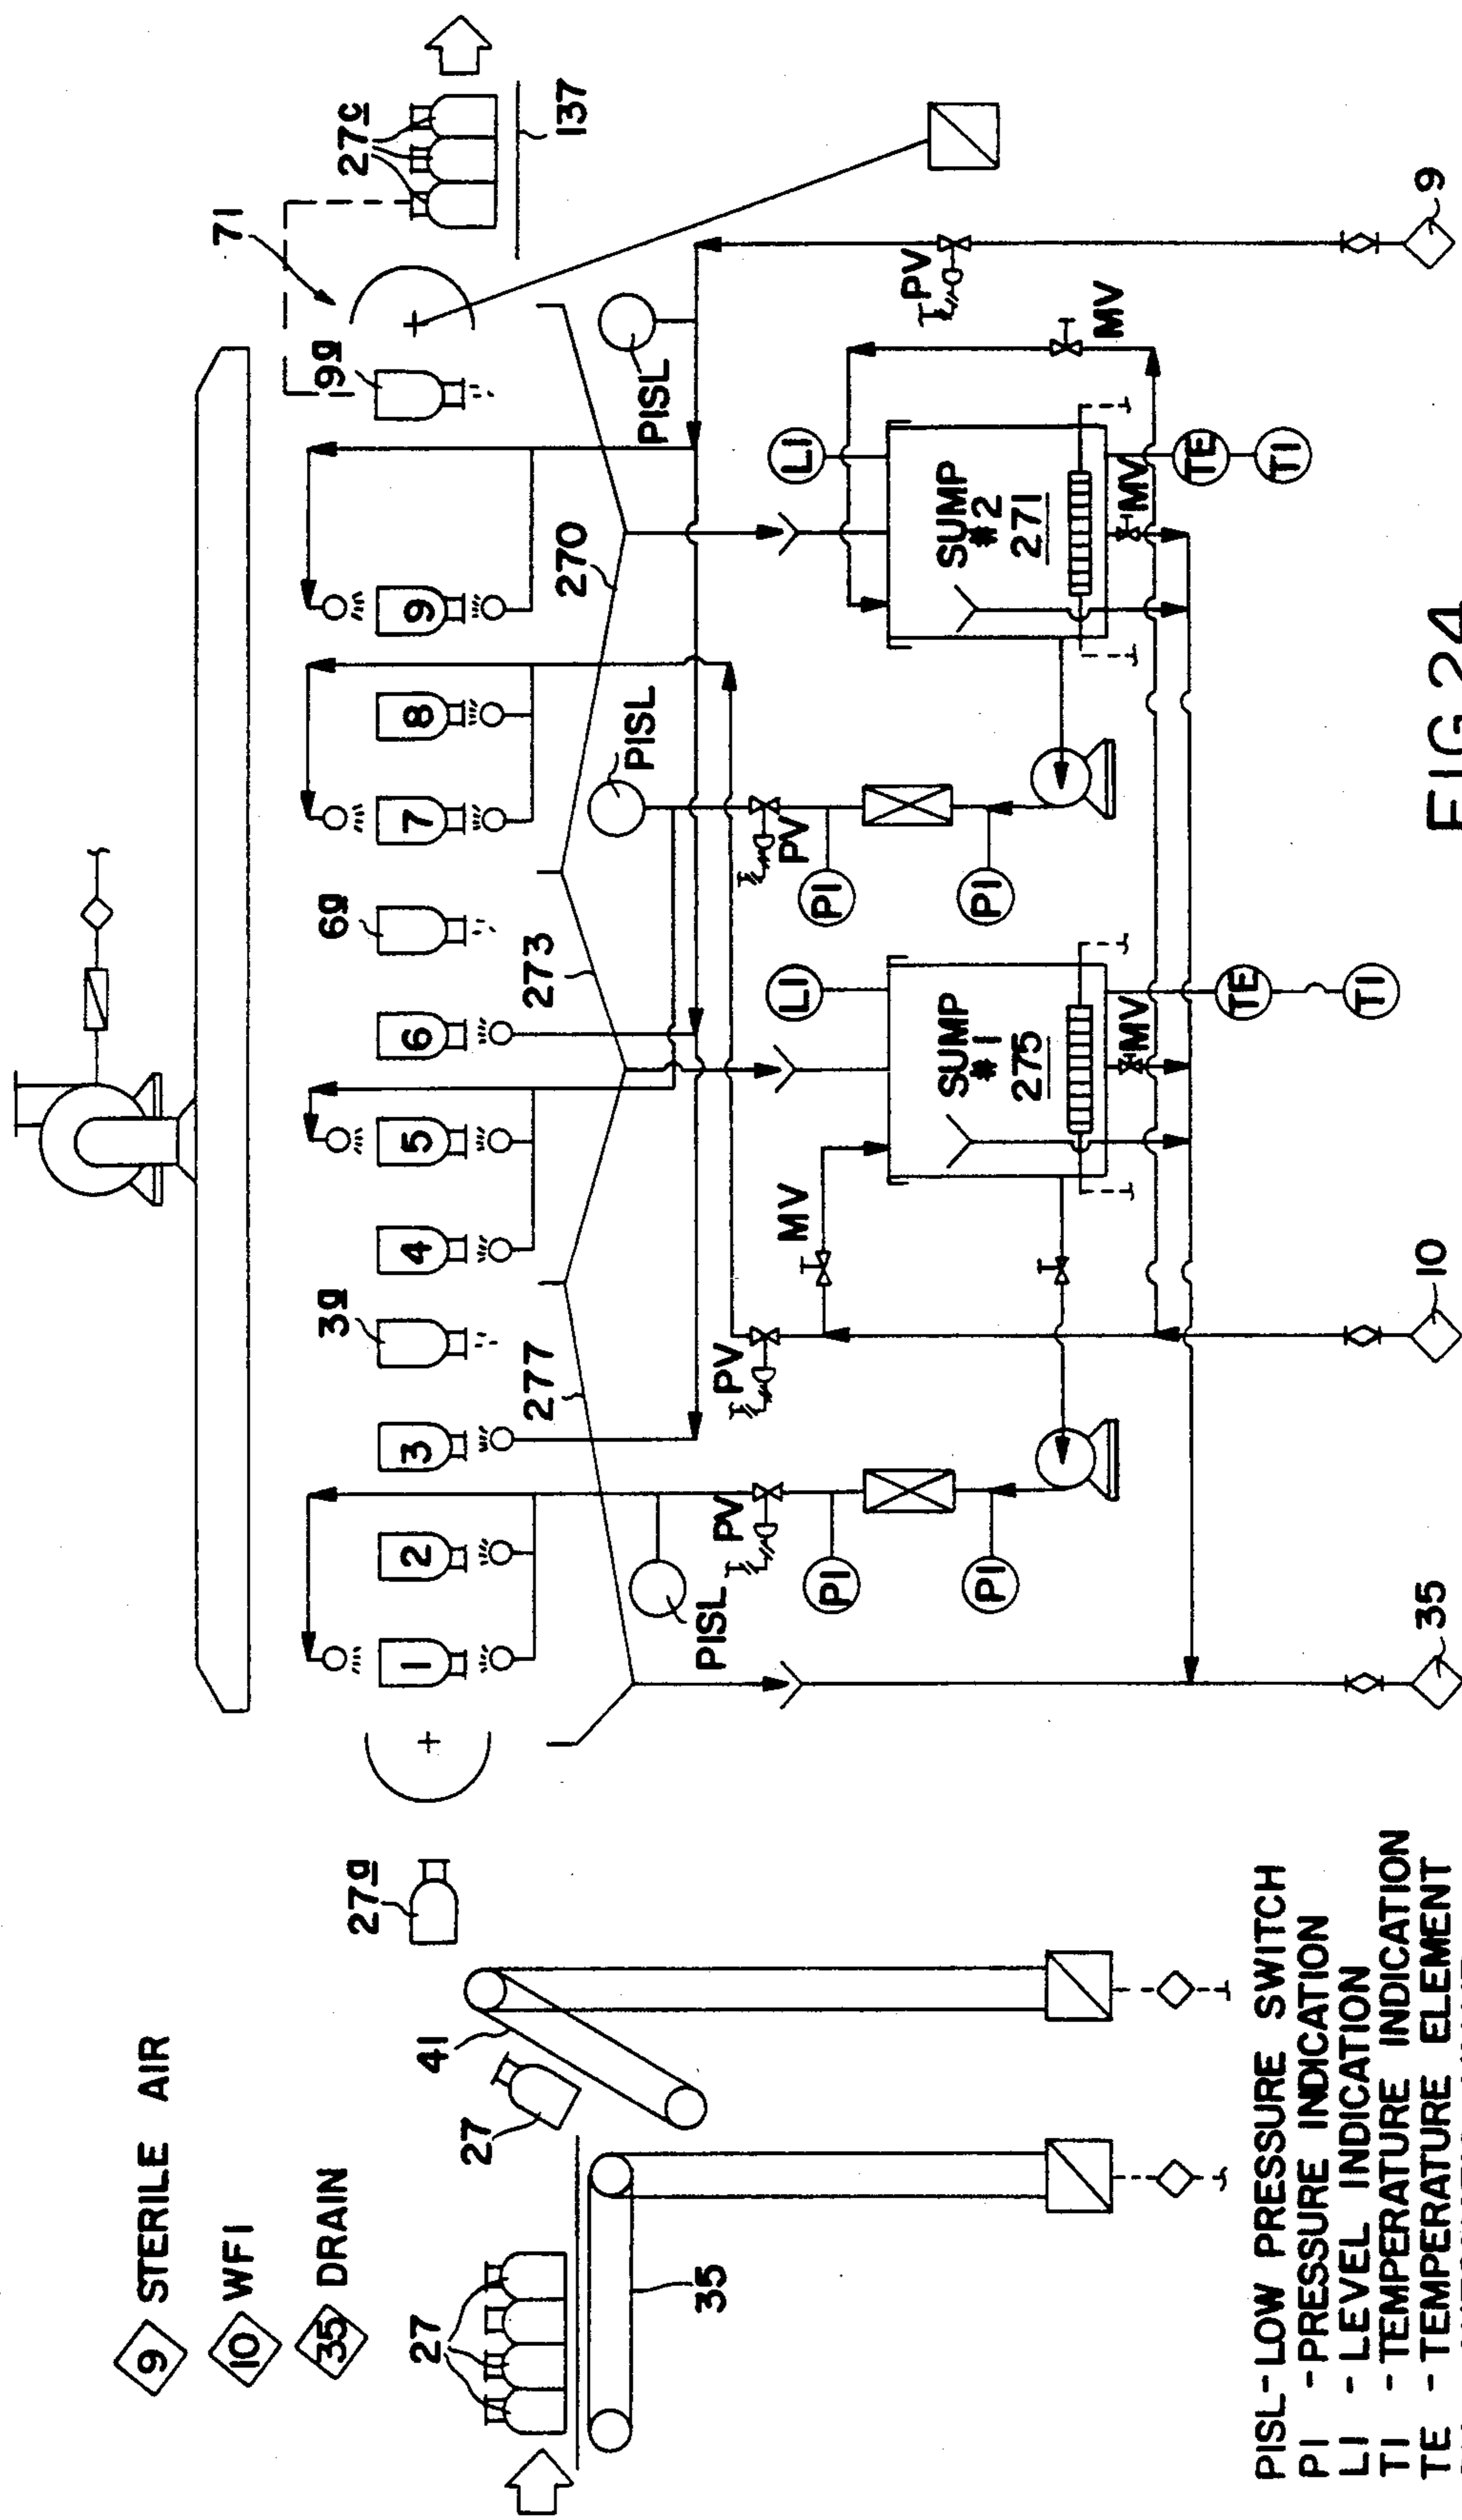 9 STERILE AIR
10 WFI
35 DRAIN
27
27
41
27a
1
2
3
3a
4
5
6
6a
7
8
9
9a
71
27c
137
277
273
270
35
PISL
PISL
PISL
PV
PV
PV
PV
MV
PI
PI
LI
LI
SUMP
#1
275
SUMP
#2
271
PI
PI
MV
MV
MV
TE
TI
TE
TI
PISL - LOW PRESSURE SWITCH
PI - PRESSURE INDICATION
LI - LEVEL INDICATION
TI - TEMPERATURE INDICATION
TE - TEMPERATURE ELEMENT
35
10
9
FIG.24